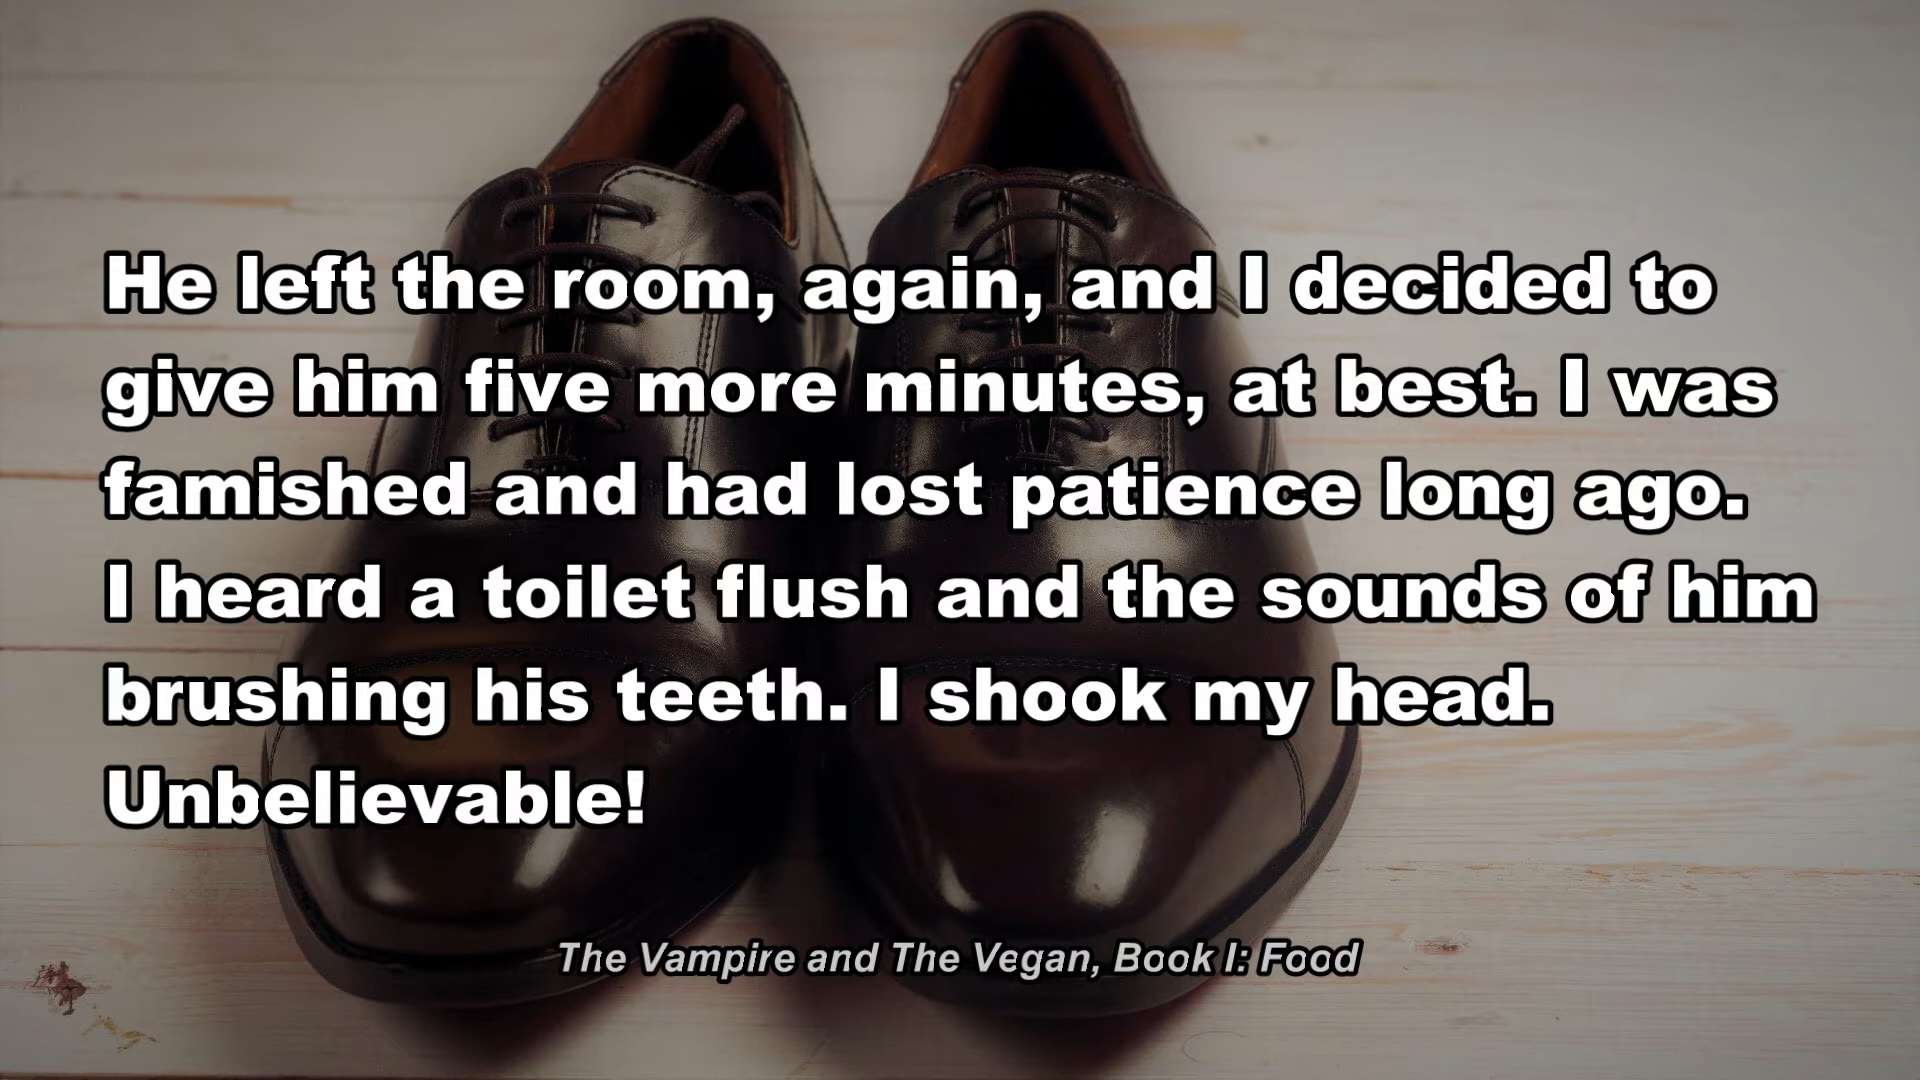 He left the room, again, and I decided to
give him five more minutes, at best. I was
famished and had lost patience long ago.
I heard a toilet flush and the sounds of him
brushing his teeth. I shook my head.
Unbelievable!
The Vampire and The Vegan, Book I: Food